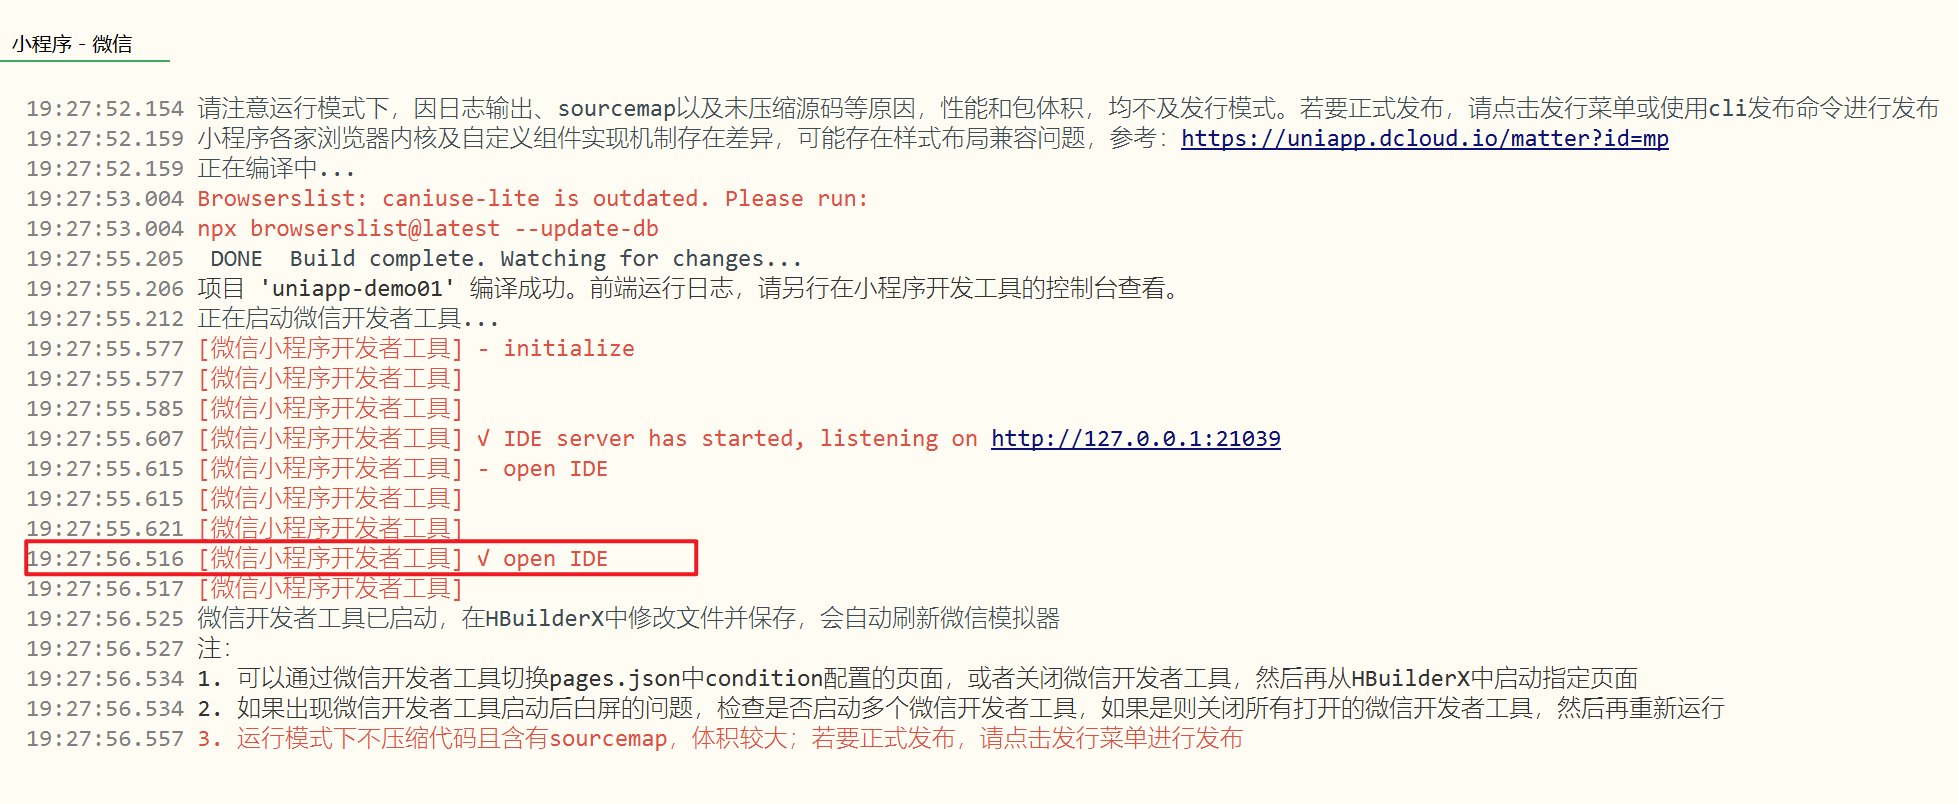 小程序 - 微信
19:27:52.154 请注意运行模式下，因日志输出、sourcemap以及未压缩源码等原因，性能和包体积，均不及发行模式。若要正式发布，请点击发行菜单或使用cli发布命令进行发布
19:27:52.159 小程序各家浏览器内核及自定义组件实现机制存在差异，可能存在样式布局兼容问题，参考：https://uniapp.dcloud.io/matter?id=mp
19:27:52.159 正在编译中...
19:27:53.004 Browserslist: caniuse-lite is outdated. Please run:
19:27:53.004 npx browserslist@latest --update-db
19:27:55.205  DONE  Build complete. Watching for changes...
19:27:55.206 项目 'uniapp-demo01' 编译成功。前端运行日志，请另行在小程序开发工具的控制台查看。
19:27:55.212 正在启动微信开发者工具...
19:27:55.577 [微信小程序开发者工具] - initialize
19:27:55.577 [微信小程序开发者工具]
19:27:55.585 [微信小程序开发者工具]
19:27:55.607 [微信小程序开发者工具] √ IDE server has started, listening on http://127.0.0.1:21039
19:27:55.615 [微信小程序开发者工具] - open IDE
19:27:55.615 [微信小程序开发者工具]
19:27:55.621 [微信小程序开发者工具]
19:27:56.516 [微信小程序开发者工具] √ open IDE
19:27:56.517 [微信小程序开发者工具]
19:27:56.525 微信开发者工具已启动，在HBuilderX中修改文件并保存，会自动刷新微信模拟器
19:27:56.527 注：
19:27:56.534 1. 可以通过微信开发者工具切换pages.json中condition配置的页面，或者关闭微信开发者工具，然后再从HBuilderX中启动指定页面
19:27:56.534 2. 如果出现微信开发者工具启动后白屏的问题，检查是否启动多个微信开发者工具，如果是则关闭所有打开的微信开发者工具，然后再重新运行
19:27:56.557 3. 运行模式下不压缩代码且含有sourcemap，体积较大；若要正式发布，请点击发行菜单进行发布